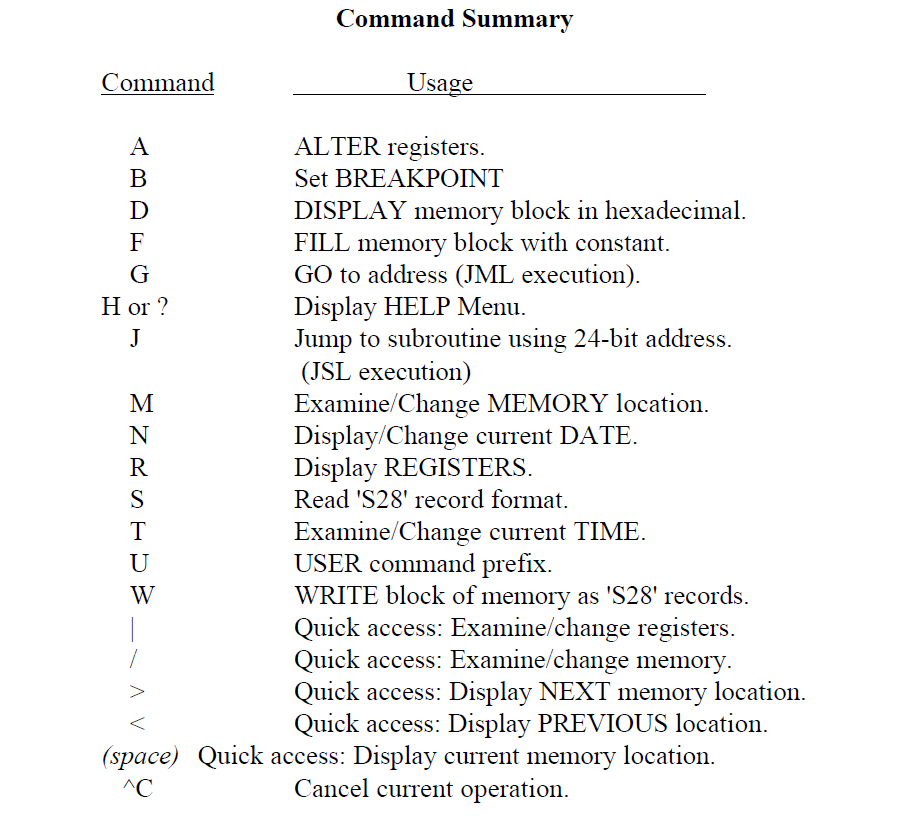 Command Summary
Command Usage
A ALTER registers.
B Set BREAKPOINT
D DISPLAY memory block in hexadecimal.
F FILL memory block with constant.
G GO to address (JML execution).
H or ? Display HELP Menu.
J Jump to subroutine using 24-bit address.
(JSL execution)
M Examine/Change MEMORY location.
N Display/Change current DATE.
R Display REGISTERS.
S Read 'S28' record format.
T Examine/Change current TIME.
U USER command prefix.
W WRITE block of memory as 'S28' records.
| Quick access: Examine/change registers.
/ Quick access: Examine/change memory.
> Quick access: Display NEXT memory location.
< Quick access: Display PREVIOUS location.
(space) Quick access: Display current memory location.
^C Cancel current operation.